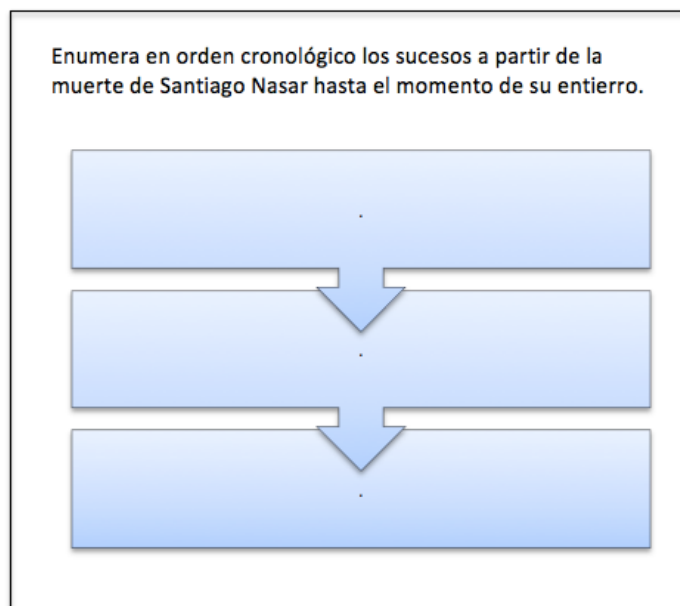 Enumera en orden cronológico los sucesos a partir de la
muerte de Santiago Nasar hasta el momento de su entierro.
.
.
.